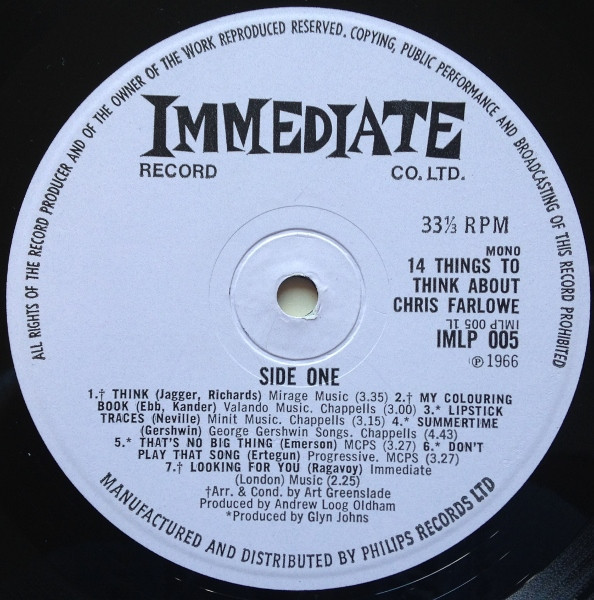 ALL RIGHTS OF THE RECORD PRODUCER AND OF THE OWNER OF THE WORK REPRODUCED RESERVED. COPYING, PUBLIC PERFORMANCE AND BROADCASTING OF THIS RECORD PROHIBITED
IMMEDIATE
RECORD CO. LTD.
33⅓ RPM
MONO
14 THINGS TO
THINK ABOUT
CHRIS FARLOWE
IMLP 005 1L
IMLP 005
℗ 1966
SIDE ONE
1.† THINK (Jagger, Richards) Mirage Music (3.35) 2.† MY COLOURING
BOOK (Ebb, Kander) Valando Music. Chappells (3.00) 3.* LIPSTICK
TRACES (Neville) Minit Music. Chappells (3.15) 4.* SUMMERTIME
(Gershwin) George Gershwin Songs. Chappells (4.43)
5.* THAT'S NO BIG THING (Emerson) MCPS (3.27) 6.* DON'T
PLAY THAT SONG (Ertegun) Progressive. MCPS (3.27)
7.† LOOKING FOR YOU (Ragavoy) Immediate
(London) Music (2.25)
†Arr. & Cond. by Art Greenslade
Produced by Andrew Loog Oldham
*Produced by Glyn Johns
MANUFACTURED AND DISTRIBUTED BY PHILIPS RECORDS LTD